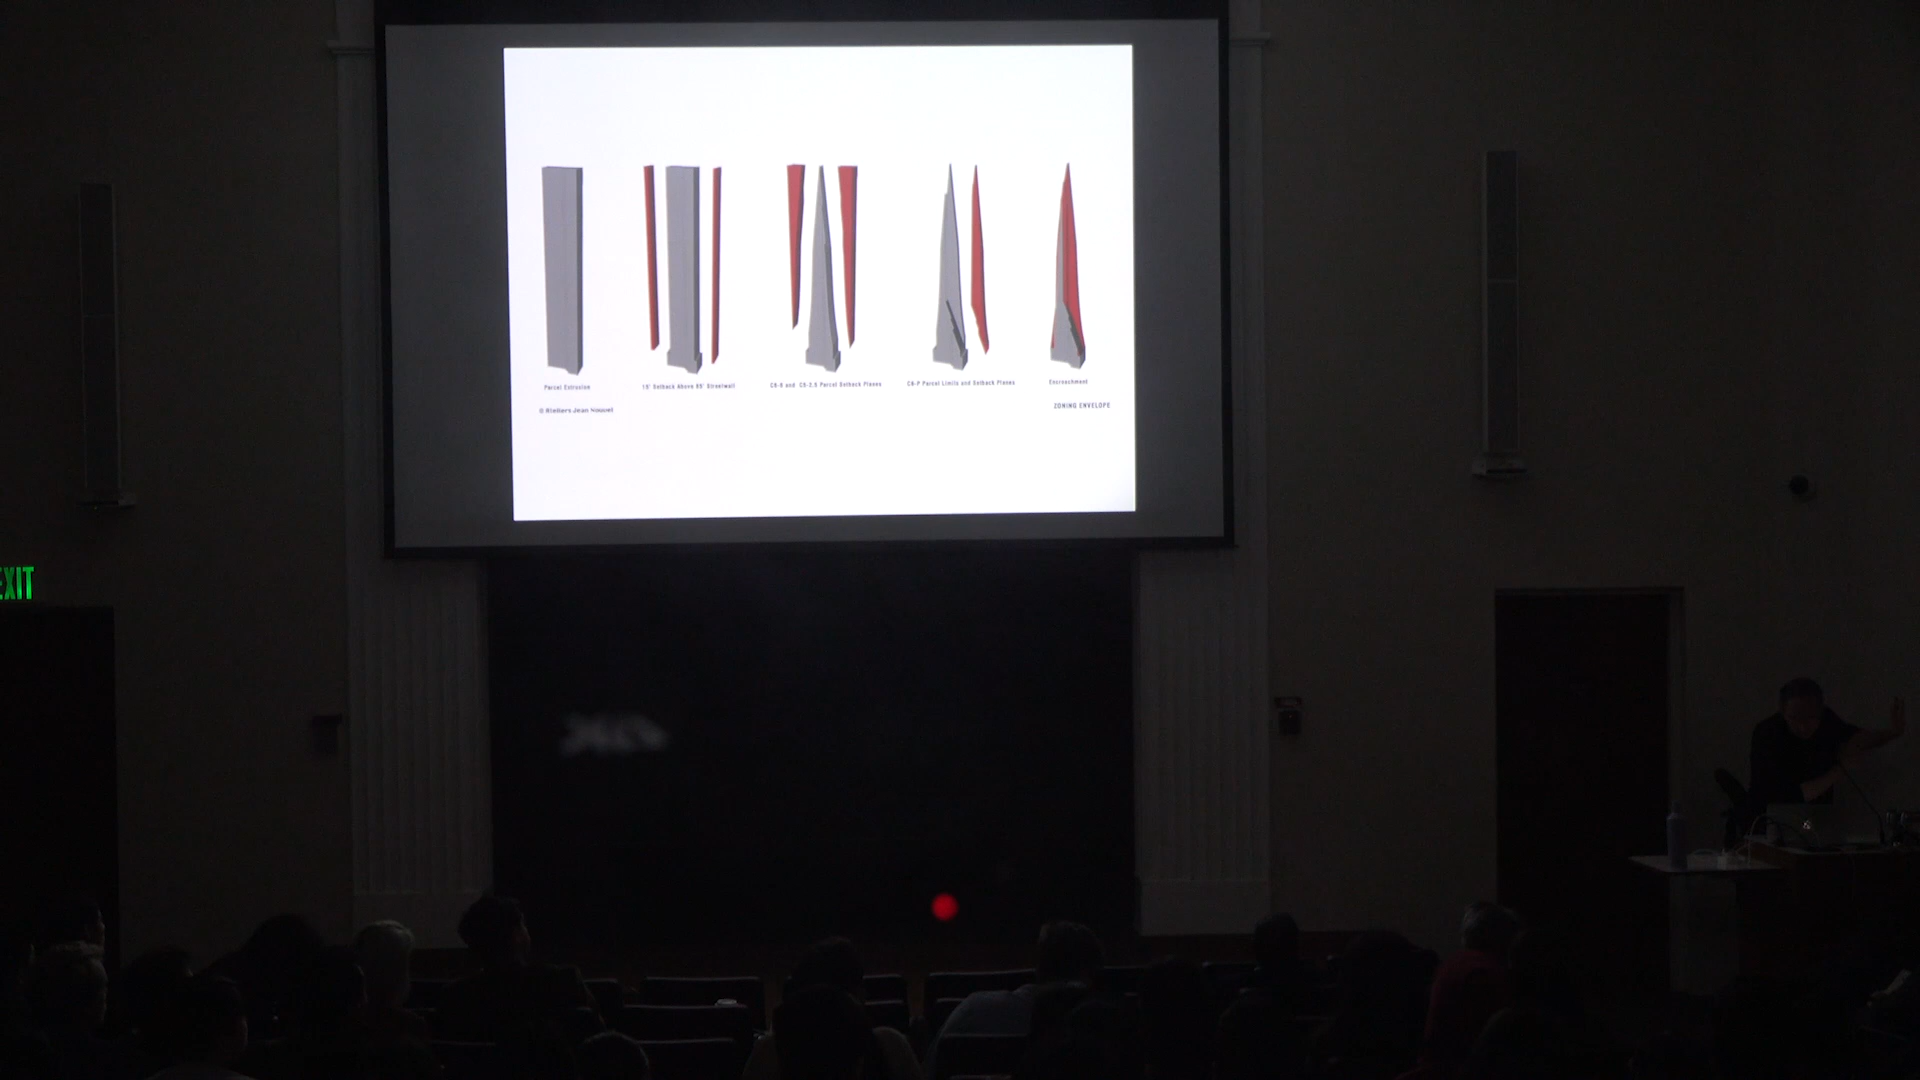 Parcel Extrusion
15' Setback Above 85' Streetwall
C6-6 and C5-2.5 Parcel Setback Planes
C6-P Parcel Limits and Setback Planes
Encroachment
© Ateliers Jean Nouvel
ZONING ENVELOPE
EXIT